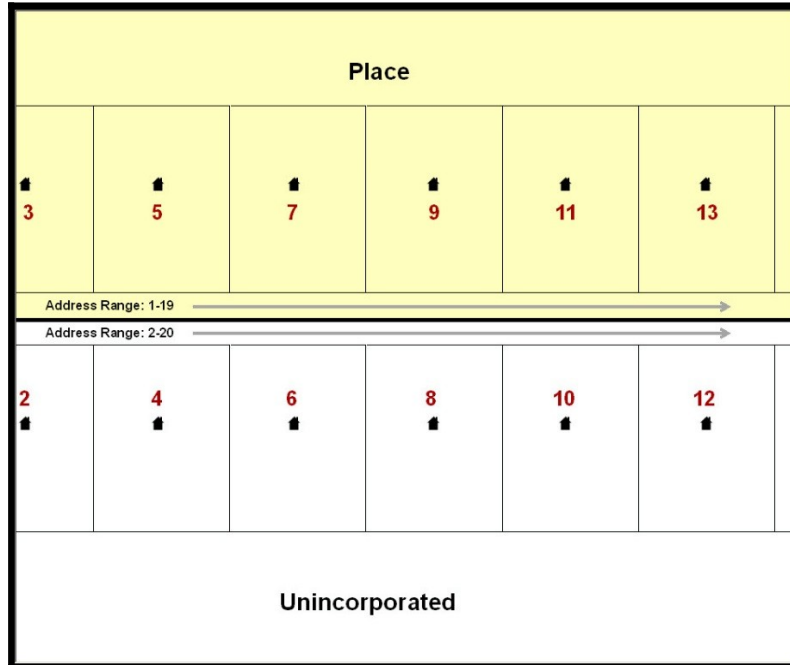 Place
3 5 7 9 11 13
Address Range: 1-19
Address Range: 2-20
2 4 6 8 10 12
Unincorporated